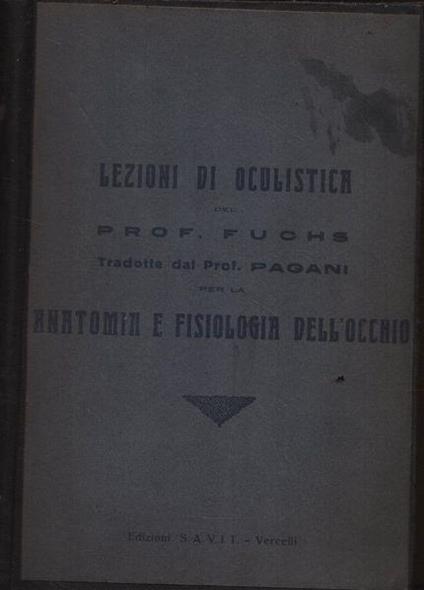 LEZIONI DI OCULISTICA
DEL
PROF. FUCHS
Tradotte dal Prof. PAGANI
PER LA
ANATOMIA E FISIOLOGIA DELL'OCCHIO
Edizioni S.A.V.I.T. - Vercelli